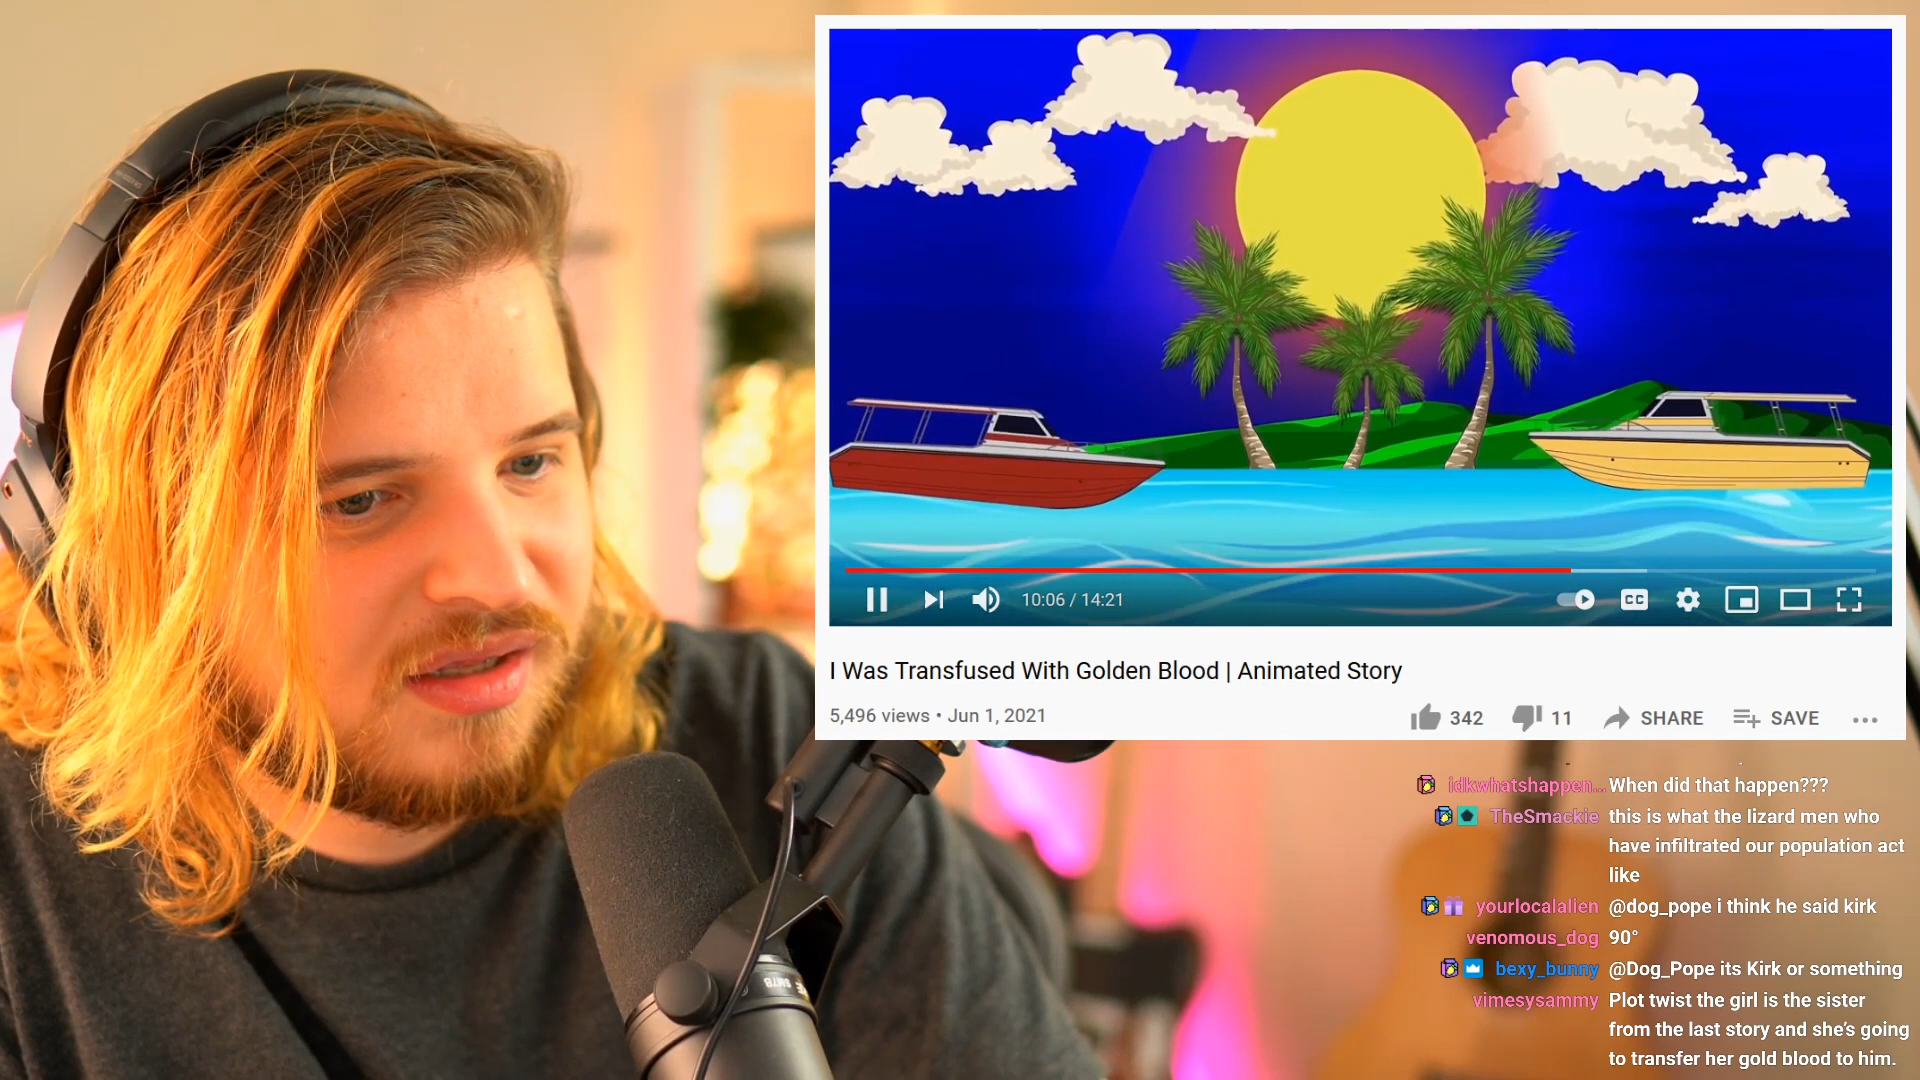 10:06 / 14:21
CC
I Was Transfused With Golden Blood | Animated Story
5,496 views • Jun 1, 2021
342
11
SHARE
SAVE
idkwhatshappen... When did that happen???
TheSmackie this is what the lizard men who
have infiltrated our population act
like
yourlocalalien @dog_pope i think he said kirk
venomous_dog 90°
bexy_bunny @Dog_Pope its Kirk or something
vimesysammy Plot twist the girl is the sister
from the last story and she's going
to transfer her gold blood to him.
SM7B